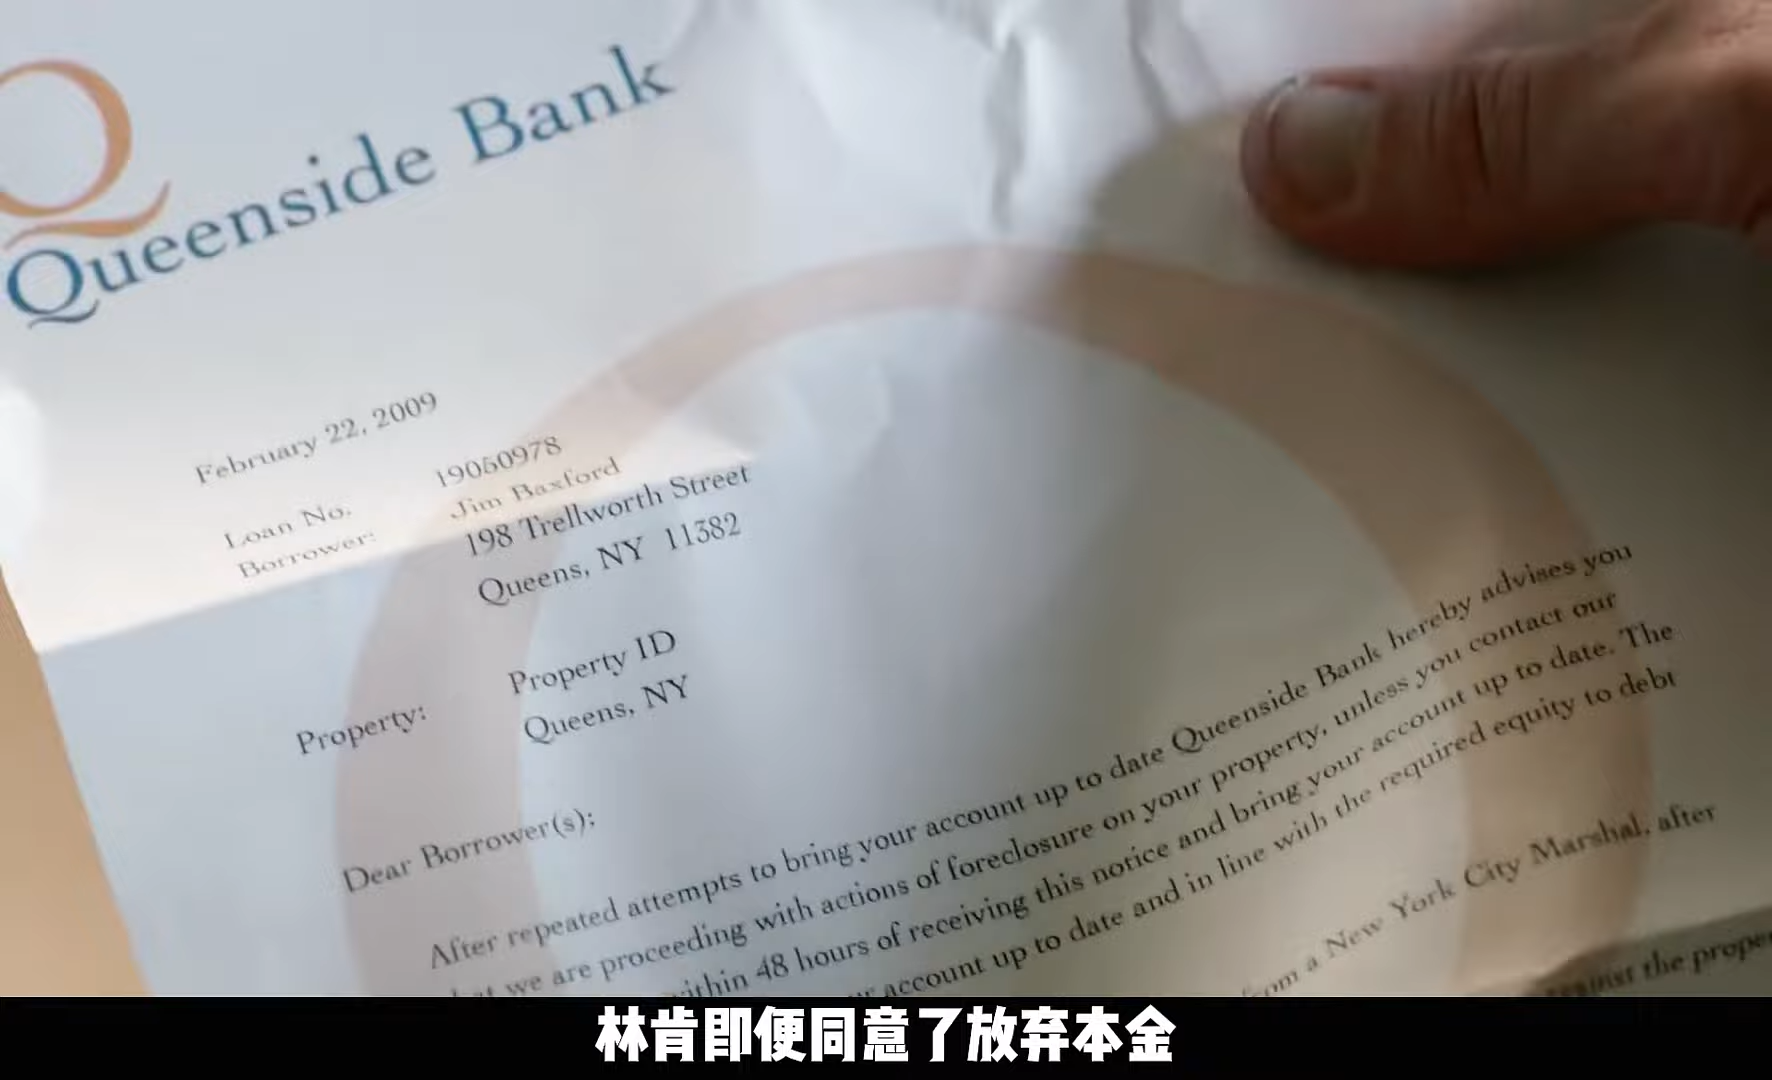 Q
Queenside Bank
February 22, 2009
Loan No. 19060978
Borrower: Jim Baxford
198 Trellworth Street
Queens, NY 11382
Property: Property ID
Queens, NY
Dear Borrower(s):
After repeated attempts to bring your account up to date Queenside Bank hereby advises you
we are proceeding with actions of foreclosure on your property, unless you contact our
within 48 hours of receiving this notice and bring your account up to date. The
account up to date and in line with the required equity to debt
from a New York City Marshal, after
against the
林肯即便同意了放弃本金